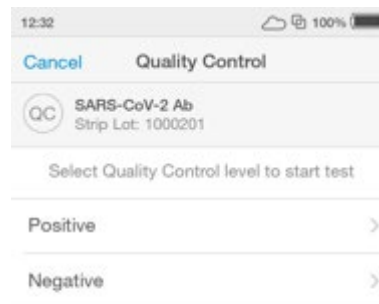 12:32 100%
Cancel Quality Control
QC SARS-CoV-2 Ab
Strip Lot: 1000201
Select Quality Control level to start test
Positive
Negative